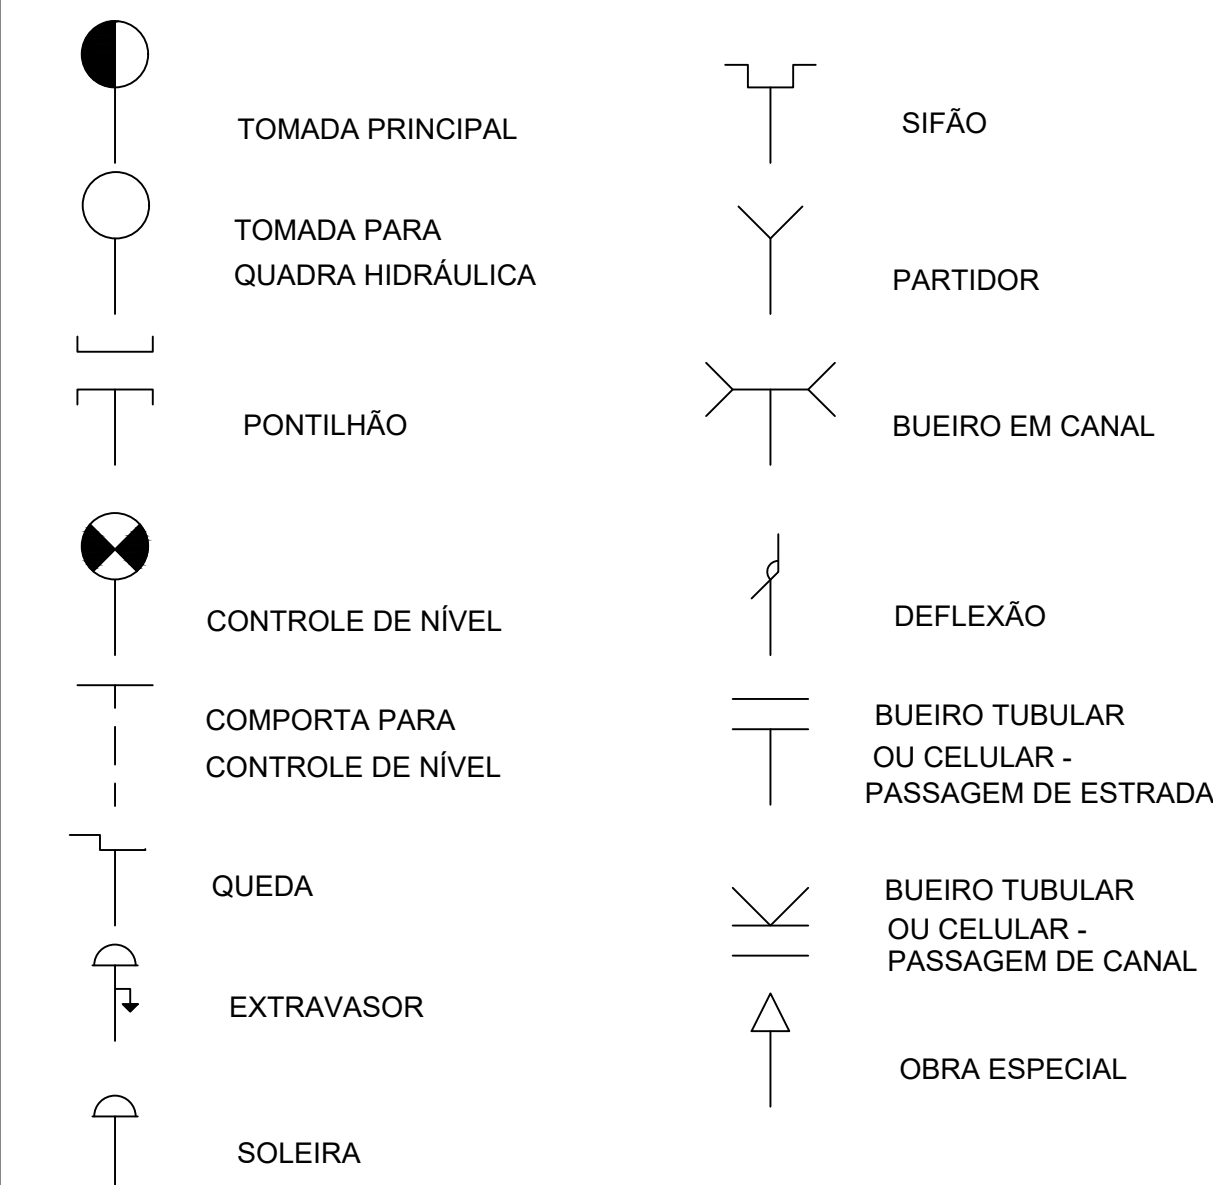 TOMADA PRINCIPAL
TOMADA PARA
QUADRA HIDRÁULICA
PONTILHÃO
CONTROLE DE NÍVEL
COMPORTA PARA
CONTROLE DE NÍVEL
QUEDA
EXTRAVASOR
SOLEIRA
SIFÃO
PARTIDOR
BUEIRO EM CANAL
DEFLEXÃO
BUEIRO TUBULAR
OU CELULAR -
PASSAGEM DE ESTRADA
BUEIRO TUBULAR
OU CELULAR -
PASSAGEM DE CANAL
OBRA ESPECIAL